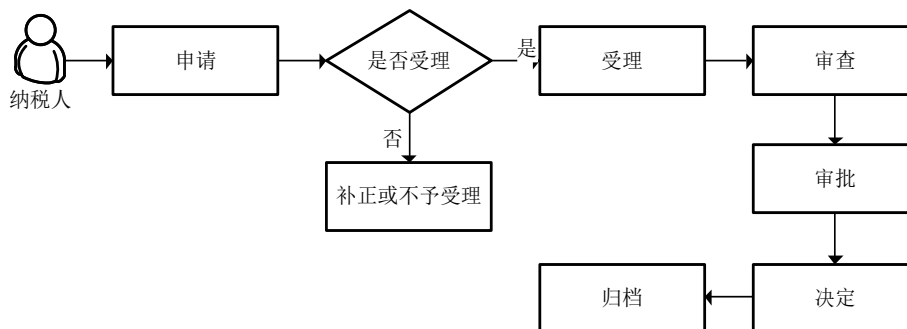 纳税人
申请
是否受理
是
受理
审查
否
补正或不予受理
审批
决定
归档